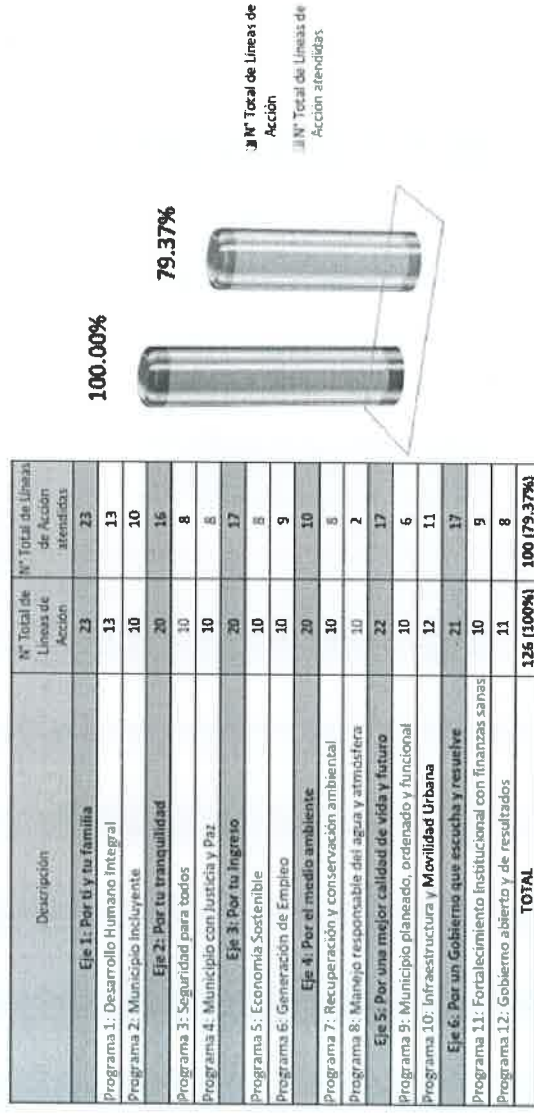 Descripción N° Total de Líneas de Acción N° Total de Líneas de Acción atendidas
Eje 1: Por ti y tu familia 23 23
Programa 1: Desarrollo Humano Integral 13 13
Programa 2: Municipio Incluyente 10 10
Eje 2: Por tu tranquilidad 20 16
Programa 3: Seguridad para todos 10 8
Programa 4: Municipio con Justicia y Paz 10 8
Eje 3: Por tu Ingreso 20 17
Programa 5: Economía Sostenible 10 8
Programa 6: Generación de Empleo 10 9
Eje 4: Por el medio ambiente 20 10
Programa 7: Recuperación y conservación ambiental 10 8
Programa 8: Manejo responsable del agua y atmósfera 10 2
Eje 5: Por una mejor calidad de vida y futuro 22 17
Programa 9: Municipio planeado, ordenado y funcional 10 6
Programa 10: Infraestructura y Movilidad Urbana 12 11
Eje 6: Por un Gobierno que escucha y resuelve 21 17
Programa 11: Fortalecimiento Institucional con finanzas sanas 10 9
Programa 12: Gobierno abierto y de resultados 11 8
TOTAL 126 (100%) 100 (79.37%)
100.00%
79.37%
N° Total de Líneas de
Acción
N° Total de Líneas de
Acción atendidas